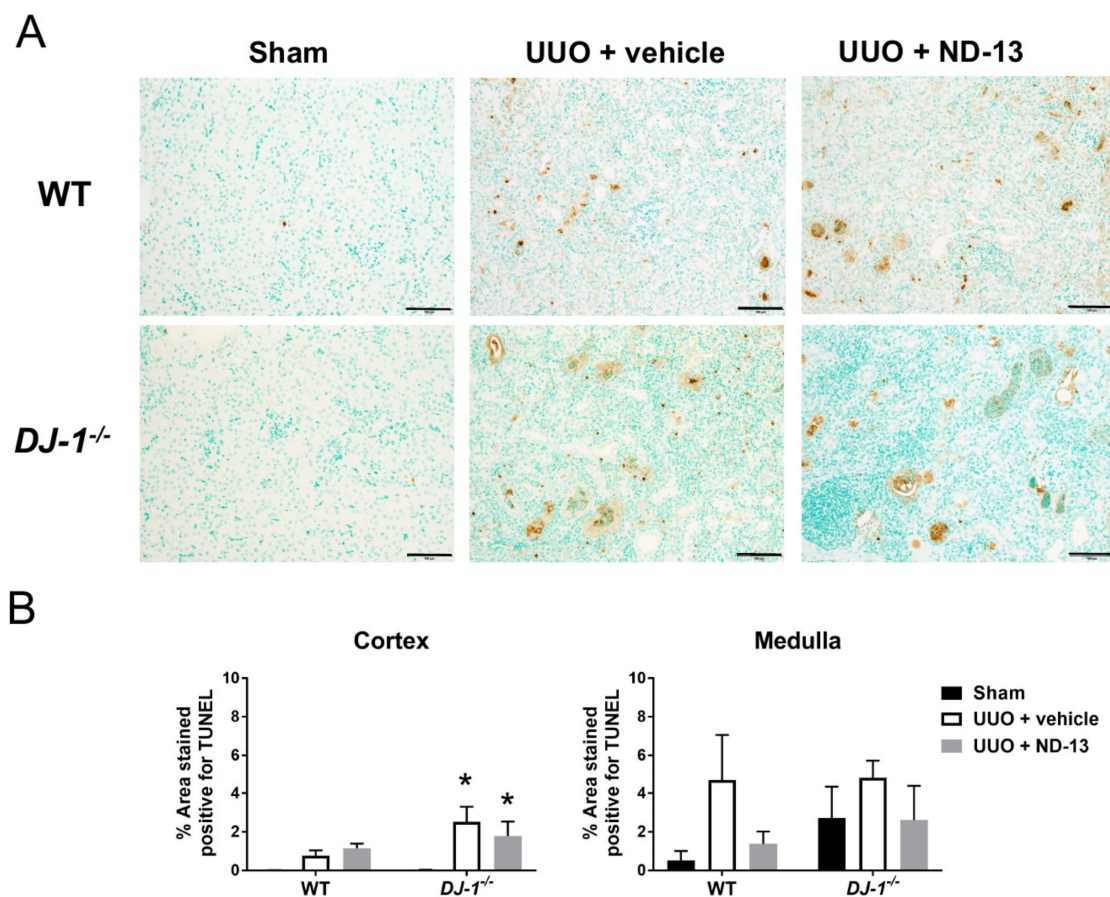 A
Sham
UUO + vehicle
UUO + ND-13
WT
DJ-1-/-
B
Cortex
Medulla
% Area stained
positive for TUNEL
10
8
6
4
2
0
*
*
WT
DJ-1-/-
% Area stained
positive for TUNEL
10
8
6
4
2
0
WT
DJ-1-/-
Sham
UUO + vehicle
UUO + ND-13